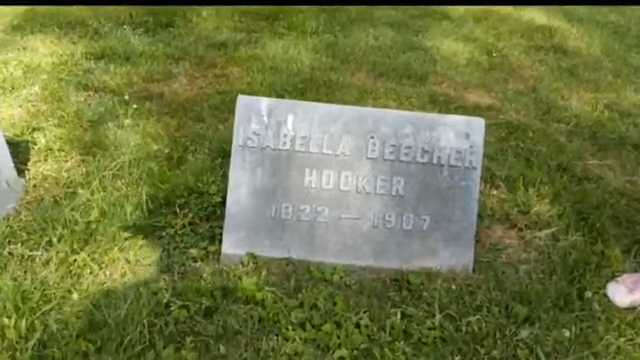 ISABELLA BEECHER
HOOKER
1822 — 1907